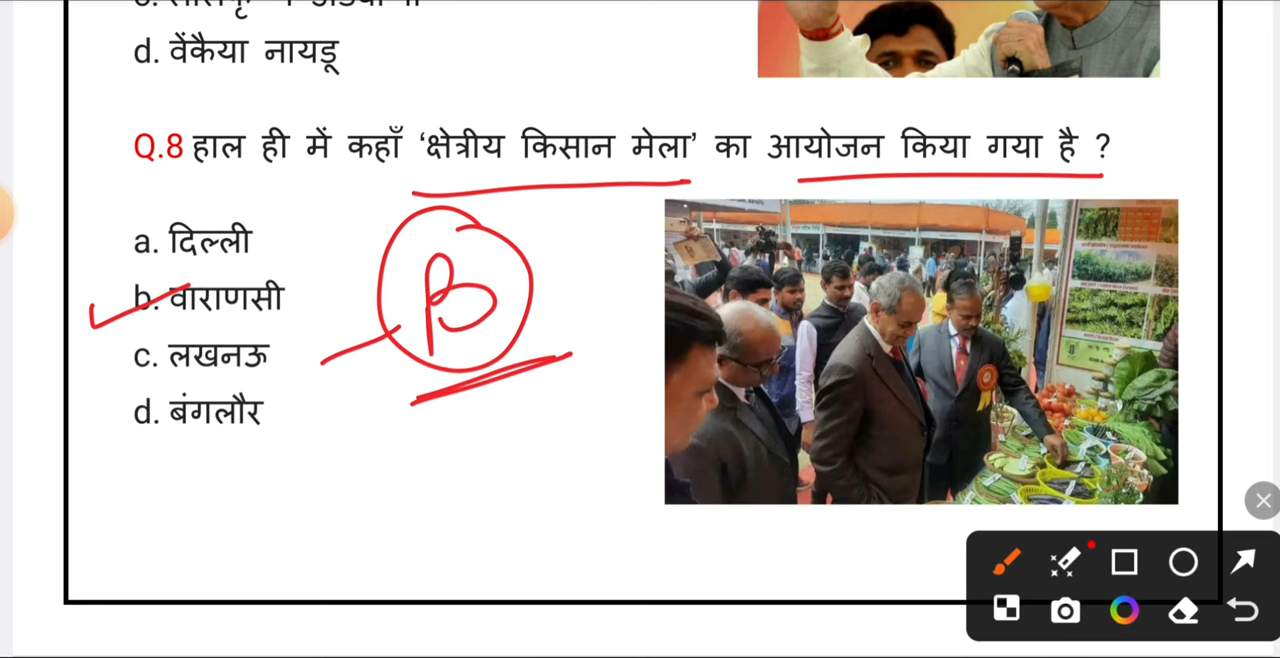 d. वेंकैया नायडू
Q.8 हाल ही में कहाँ ‘क्षेत्रीय किसान मेला’ का आयोजन किया गया है ?
a. दिल्ली
b. वाराणसी
B
c. लखनऊ
d. बंगलौर